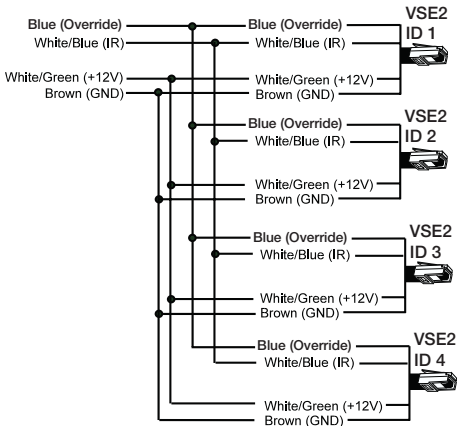 Blue (Override)
White/Blue (IR)
White/Green (+12V)
Brown (GND)
Blue (Override)
White/Blue (IR)
White/Green (+12V)
Brown (GND)
VSE2
ID 1
Blue (Override)
White/Blue (IR)
White/Green (+12V)
Brown (GND)
VSE2
ID 2
Blue (Override)
White/Blue (IR)
White/Green (+12V)
Brown (GND)
VSE2
ID 3
Blue (Override)
White/Blue (IR)
White/Green (+12V)
Brown (GND)
VSE2
ID 4